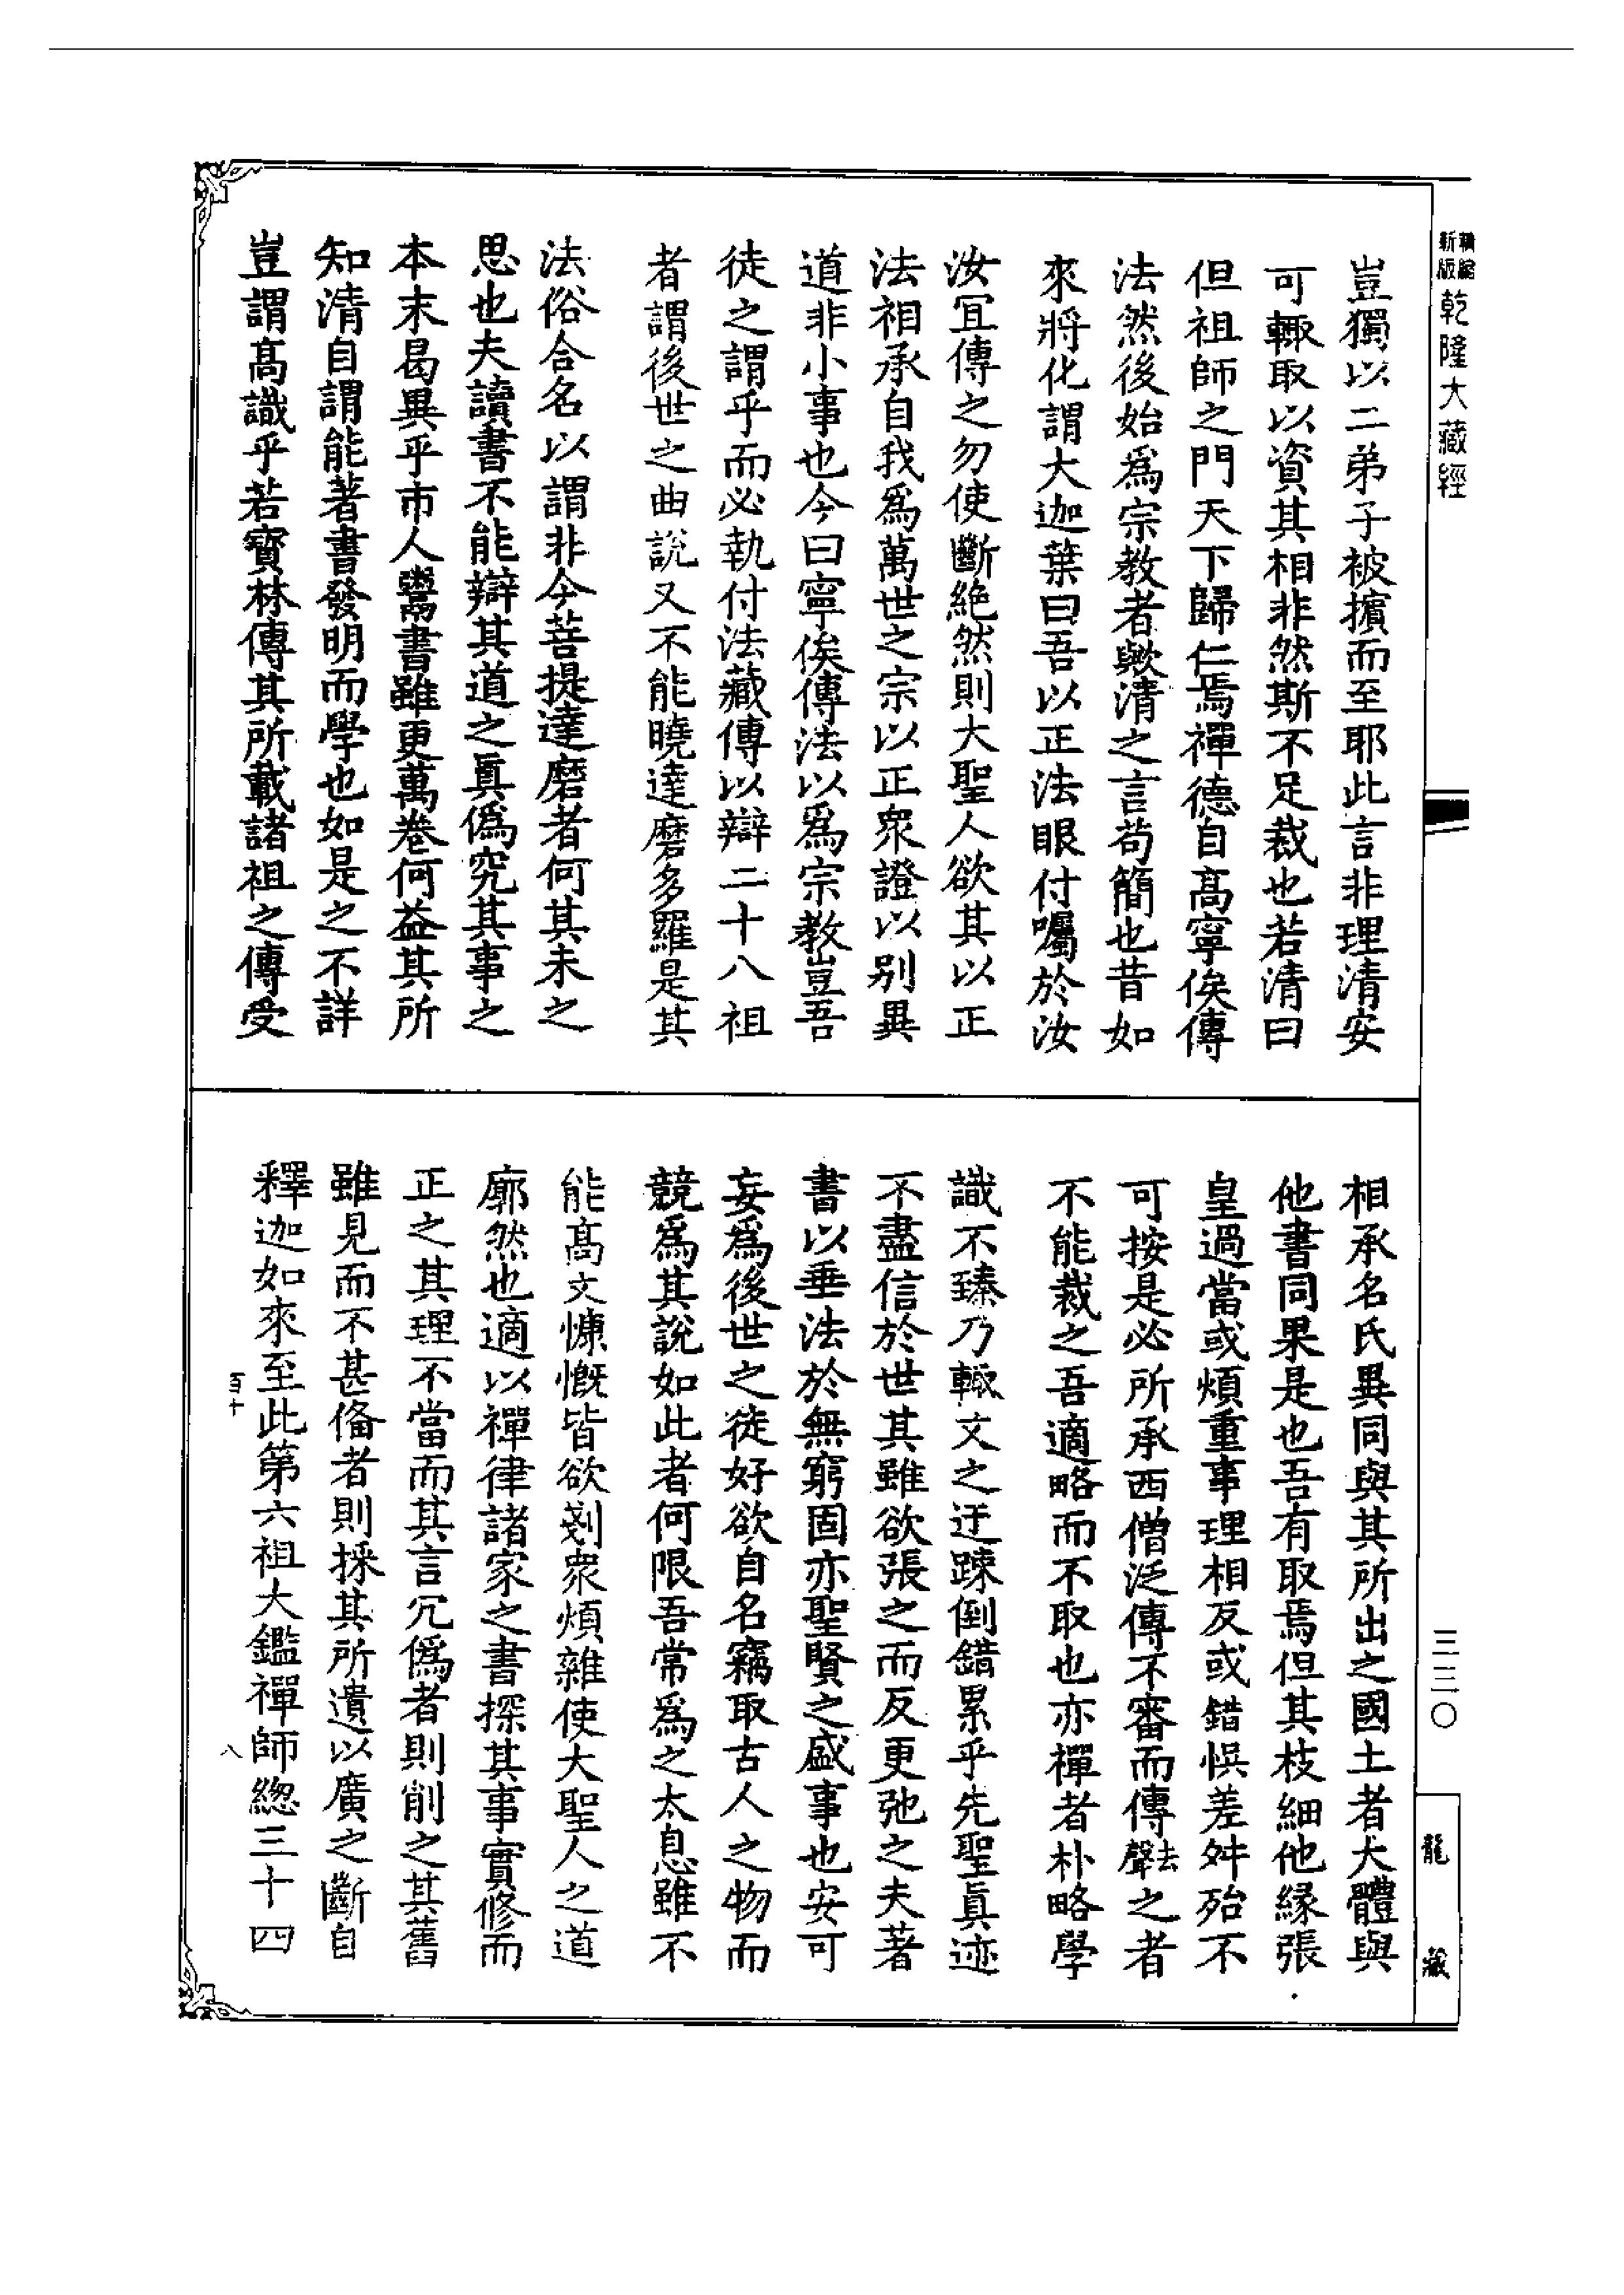 新版精縮乾隆大藏經
豈獨以二弟子被擯而至耶此言非理清安
可輙取以資其相非然斯不足裁也若清曰
但祖師之門天下歸仁焉禪德自高寧俟傳
法然後始爲宗教者歟清之言苟簡也昔如
來將化謂大迦葉曰吾以正法眼付囑於汝
汝冝傳之勿使斷絶然則大聖人欲其以正
法相承自我爲萬世之宗以正衆證以別異
道非小事也今曰寧俟傳法以爲宗教豈吾
徒之謂乎而必執付法藏傳以辯二十八祖
者謂後世之曲說又不能曉達磨多羅是其
法俗合名以謂非今菩提達磨者何其未之
思也夫讀書不能辯其道之眞僞究其事之
本末曷異乎市人鬻書雖更萬卷何益其所
知清自謂能著書發明而學也如是之不詳
豈謂髙識乎若寶林傳其所載諸祖之傳受
相承名氏異同與其所出之國土者大體與
他書同果是也吾有取焉但其枝細他緣張
皇過當或煩重事理相反或錯悞差舛殆不
可按是必所承西僧泛傳不審而傳法聲之者
不能裁之吾適略而不取也亦禪者朴略學
識不臻乃輙文之迂踈倒錯累乎先聖眞迹
不盡信於世其雖欲張之而反更弛之夫著
書以垂法於無窮固亦聖賢之盛事也安可
妄爲後世之徒好欲自名竊取古人之物而
競爲其說如此者何限吾常爲之太息雖不
能髙文慷慨皆欲剗衆煩雜使大聖人之道
廓然也適以禪律諸家之書探其事實修而
正之其理不當而其言冗僞者則削之其舊
雖見而不甚偹者則採其所遺以廣之斷自
釋迦如來至此第六祖大鑑禪師總三十四
百十
八
三三〇
龍藏